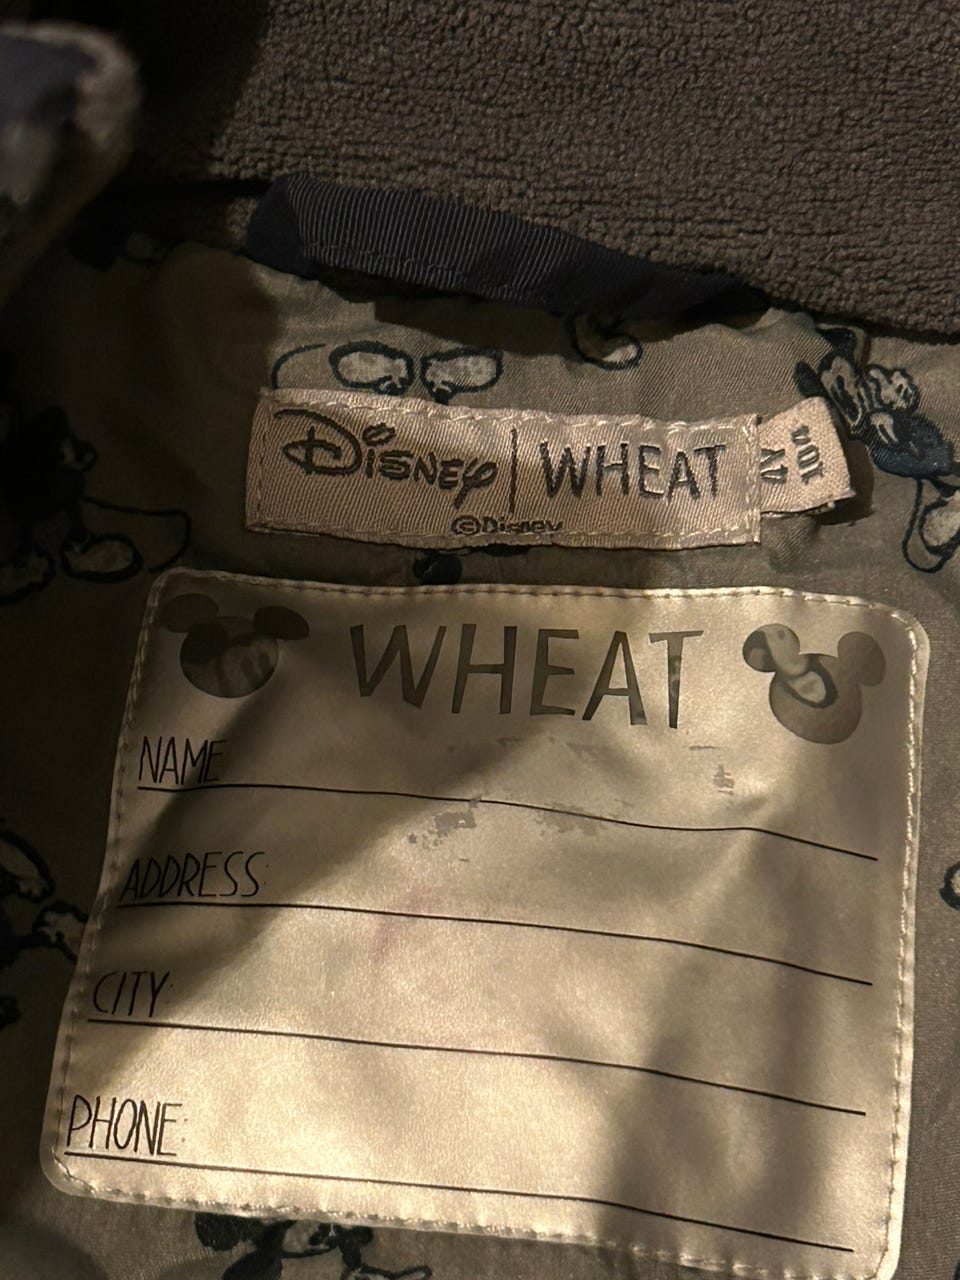 Disney | WHEAT
©Disney
4Y
104
WHEAT
NAME
ADDRESS:
CITY:
PHONE: